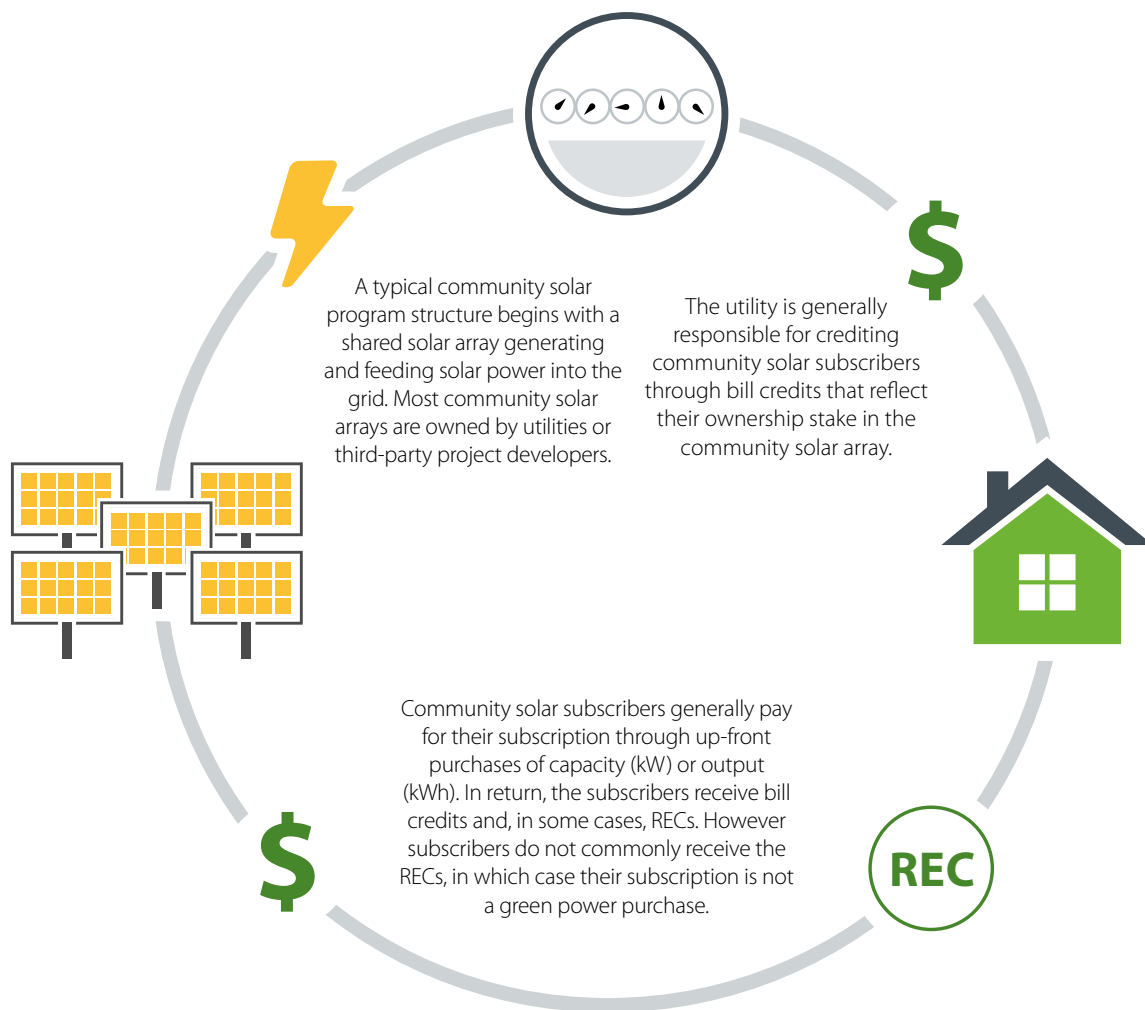 $
A typical community solar
program structure begins with a
shared solar array generating
and feeding solar power into the
grid. Most community solar
arrays are owned by utilities or
third-party project developers.
The utility is generally
responsible for crediting
community solar subscribers
through bill credits that reflect
their ownership stake in the
community solar array.
Community solar subscribers generally pay
for their subscription through up-front
purchases of capacity (kW) or output
(kWh). In return, the subscribers receive bill
credits and, in some cases, RECs. However
subscribers do not commonly receive the
RECs, in which case their subscription is not
a green power purchase.
$
REC